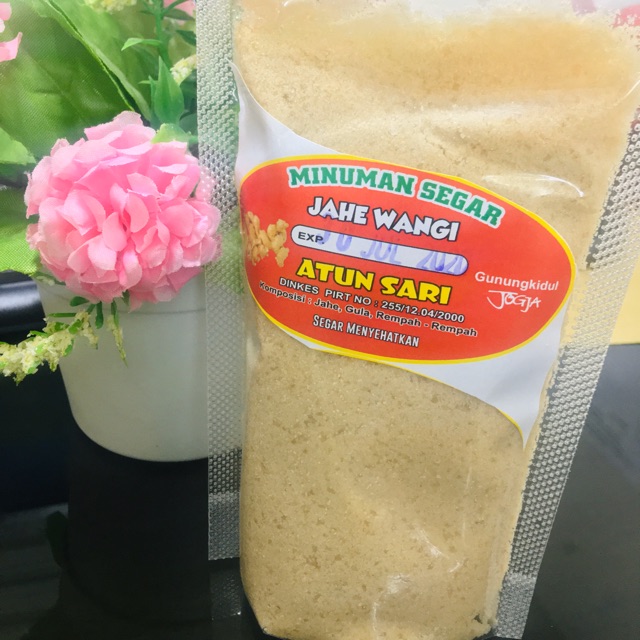 MINUMAN SEGAR
JAHE WANGI
EXP. JUL
ATUN SARI
Gunungkidul
JOGJA
DINKES PIRT NO : 255/12.04/2000
Komposisi : Jahe, Gula, Rempah - Rempah
SEGAR MENYEHATKAN